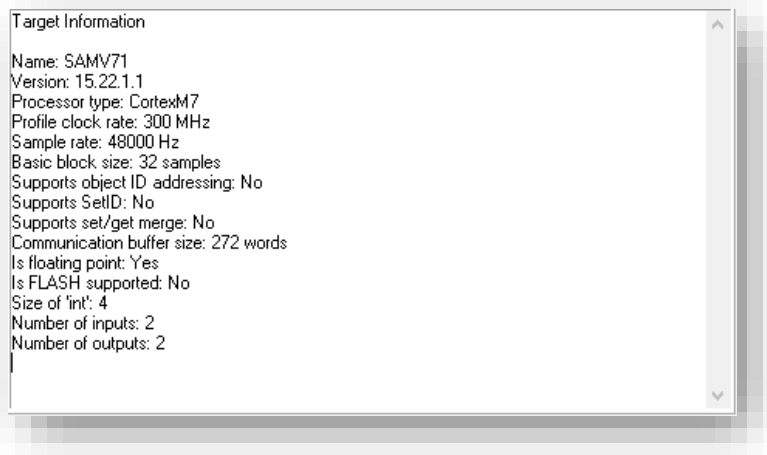 Target Information
Name: SAMV71
Version: 15.22.1.1
Processor type: CortexM7
Profile clock rate: 300 MHz
Sample rate: 48000 Hz
Basic block size: 32 samples
Supports object ID addressing: No
Supports SetID: No
Supports set/get merge: No
Communication buffer size: 272 words
Is floating point: Yes
Is FLASH supported: No
Size of 'int': 4
Number of inputs: 2
Number of outputs: 2